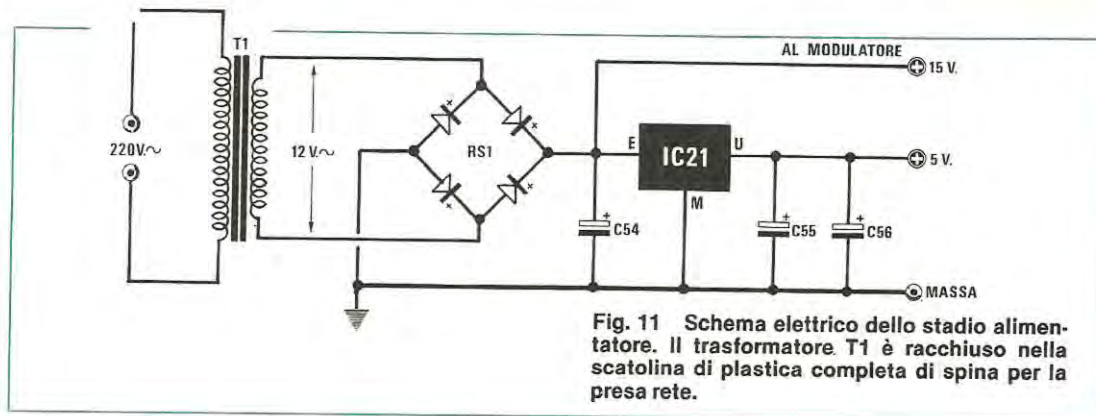 T1
AL MODULATORE
15 V.
220V.~
12 V.~
RS1
E
IC21
U
5 V.
M
C54
C55
C56
MASSA
Fig. 11 Schema elettrico dello stadio alimen-
tatore. Il trasformatore T1 è racchiuso nella
scatolina di plastica completa di spina per la
presa rete.